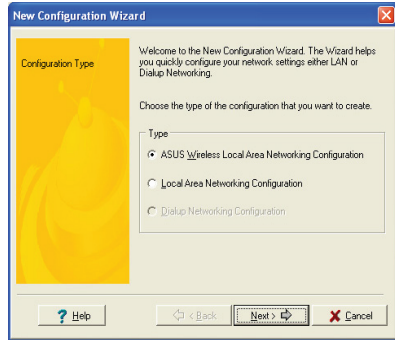 New Configuration Wizard
Configuration Type
Welcome to the New Configuration Wizard. The Wizard helps
you quickly configure your network settings either LAN or
Dialup Networking.
Choose the type of the configuration that you want to create.
Type
ASUS Wireless Local Area Networking Configuration
Local Area Networking Configuration
Dialup Networking Configuration
? Help
< Back
Next >
Cancel